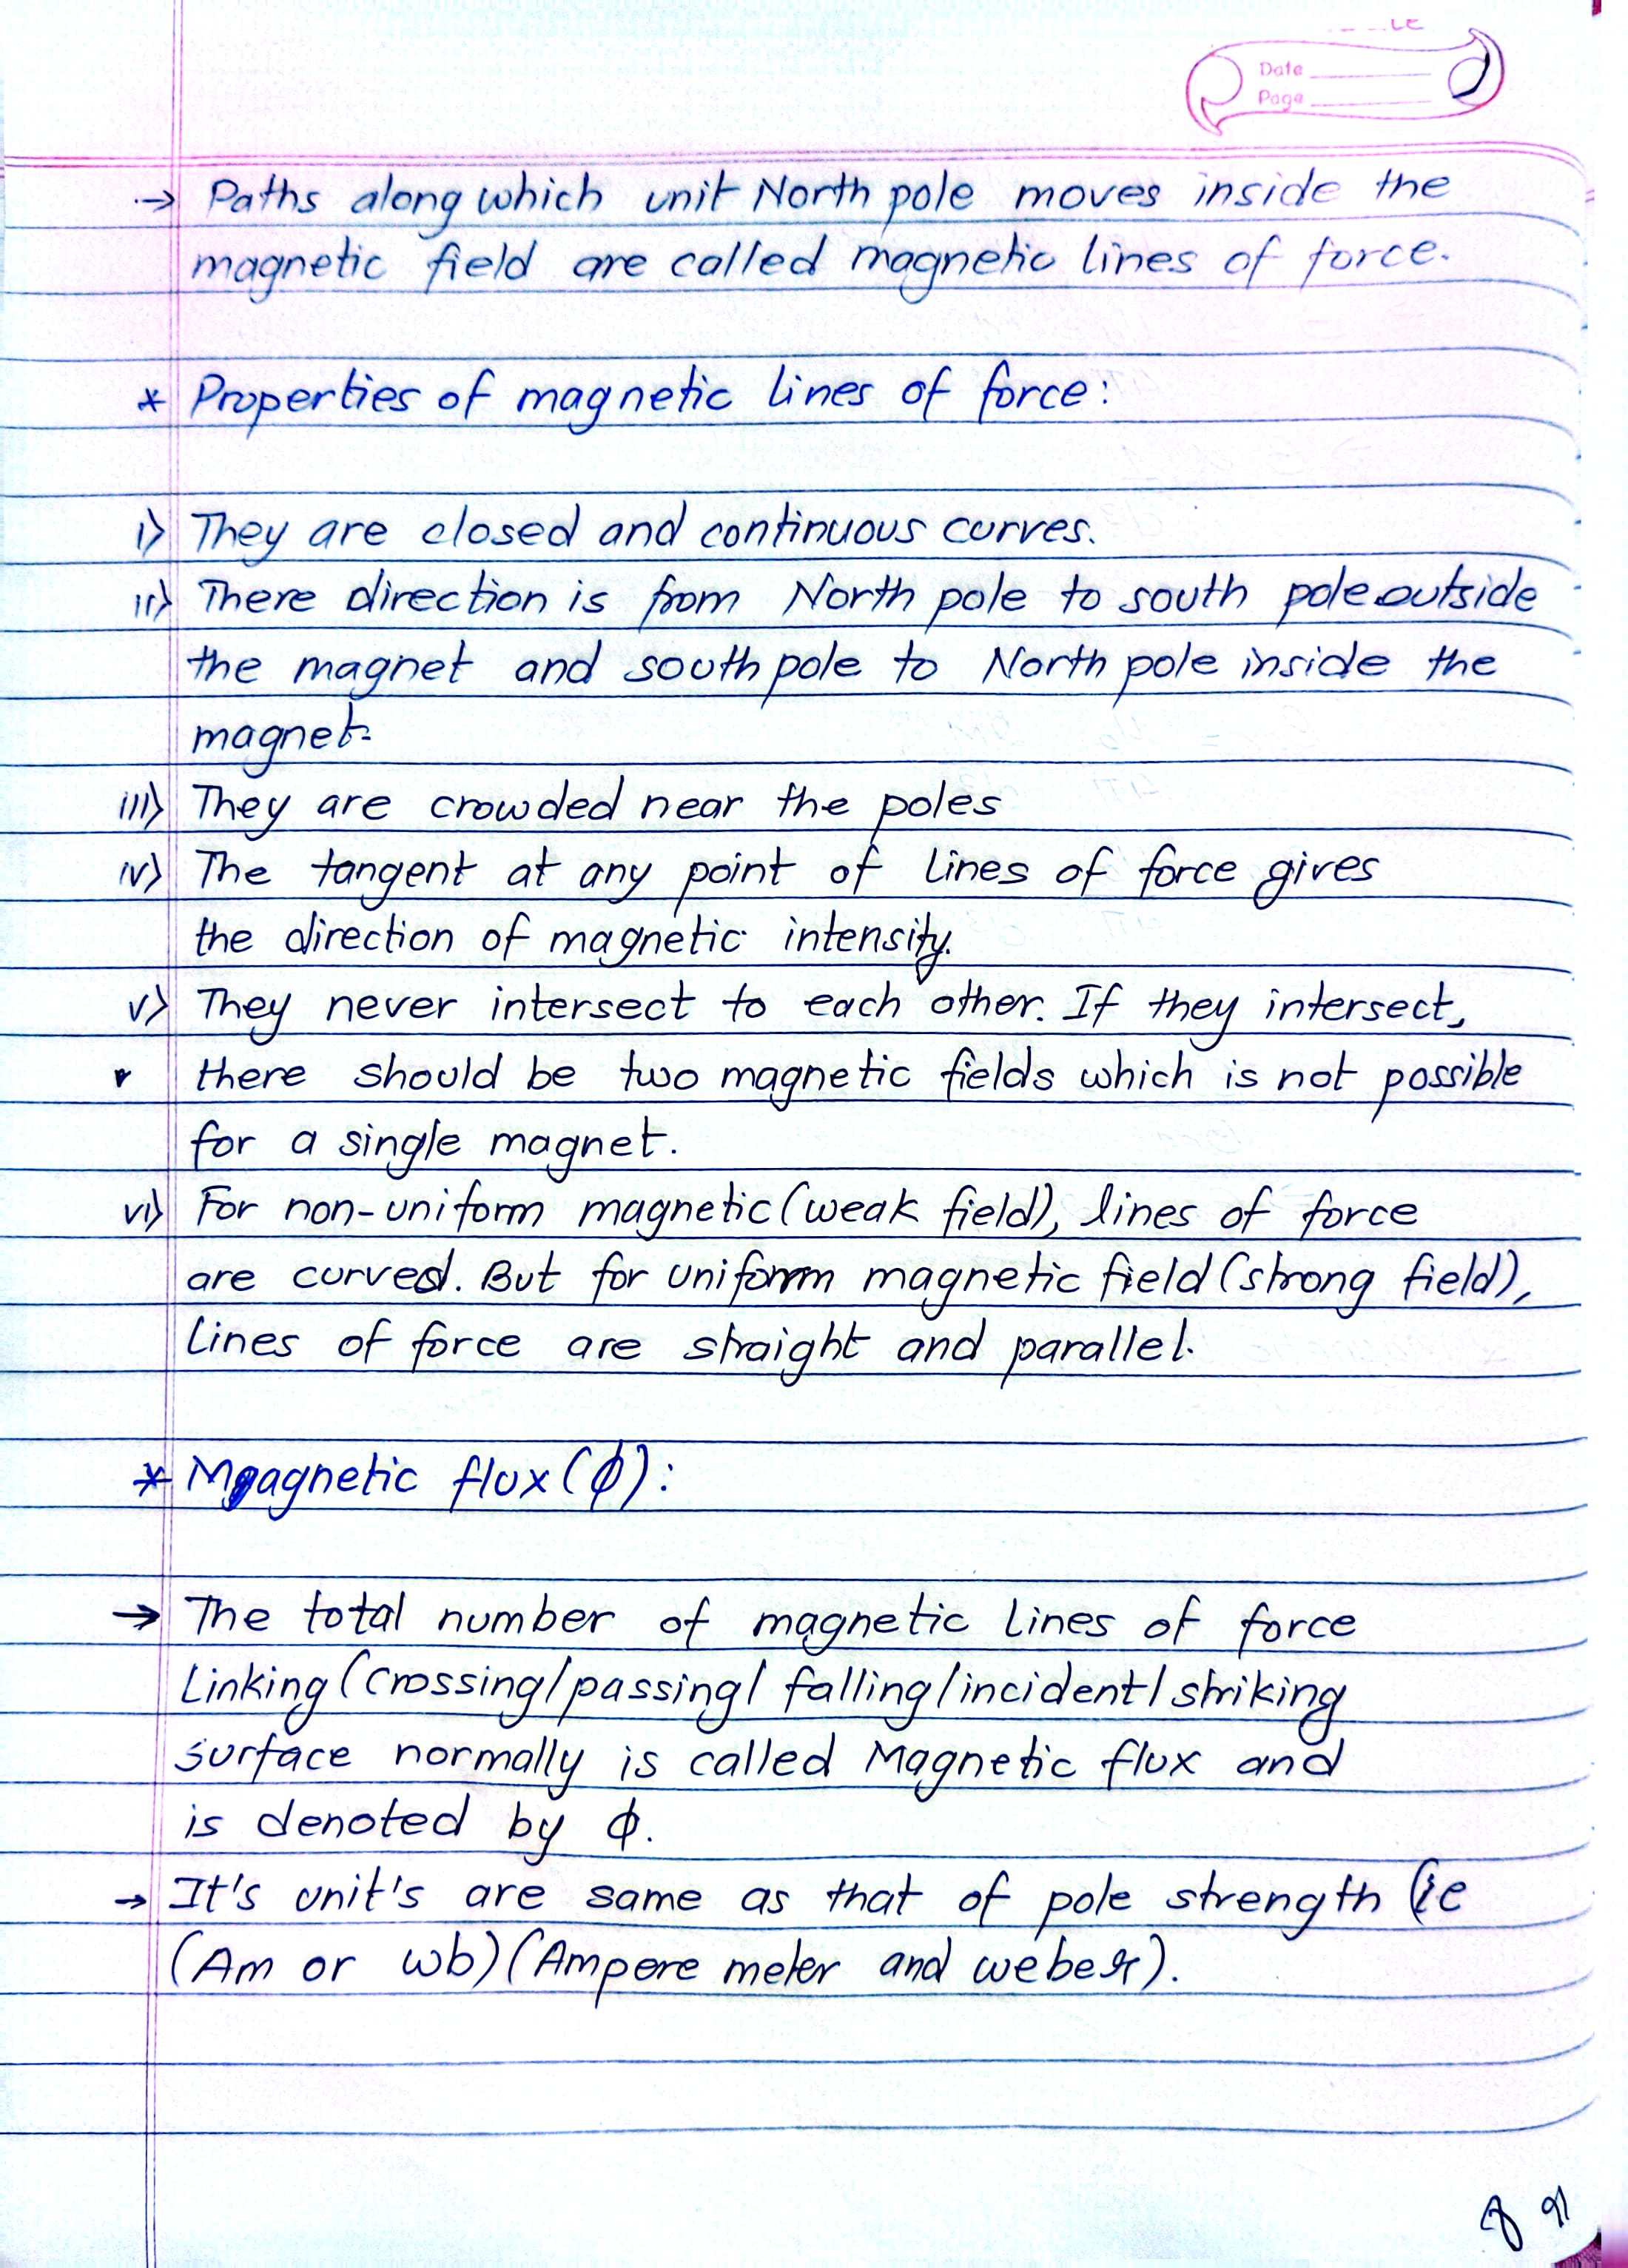 Date
Page
→ Paths along which unit North pole moves inside the
magnetic field are called magnetic lines of force.
* Properties of magnetic lines of force:
i) They are closed and continuous curves.
ii) There direction is from North pole to south pole outside
the magnet and south pole to North pole inside the
magnet.
iii) They are crowded near the poles
iv) The tangent at any point of lines of force gives
the direction of magnetic intensity.
v) They never intersect to each other. If they intersect,
there should be two magnetic fields which is not possible
for a single magnet.
vi) For non-uniform magnetic (weak field), lines of force
are curved. But for uniform magnetic field (strong field),
lines of force are straight and parallel.
* Magnetic flux (ϕ):
→ The total number of magnetic lines of force
Linking (crossing/passing/ falling/incident/striking
surface normally is called Magnetic flux and
is denoted by ϕ.
→ It's unit's are same as that of pole strength (ie
(Am or wb) (Ampere meter and weber).